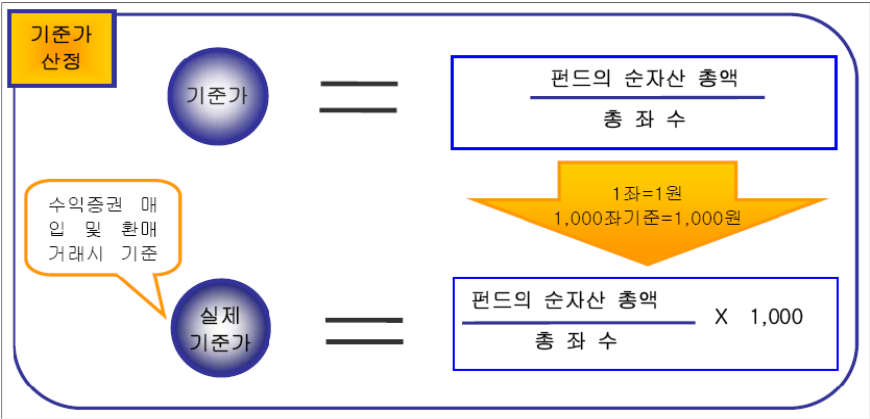 기준가
산정
기준가
펀드의 순자산 총액
총 좌 수
1좌=1원
1,000좌기준=1,000원
수익증권 매
입 및 환매
거래시 기준
실제
기준가
펀드의 순자산 총액
총 좌 수
X 1,000